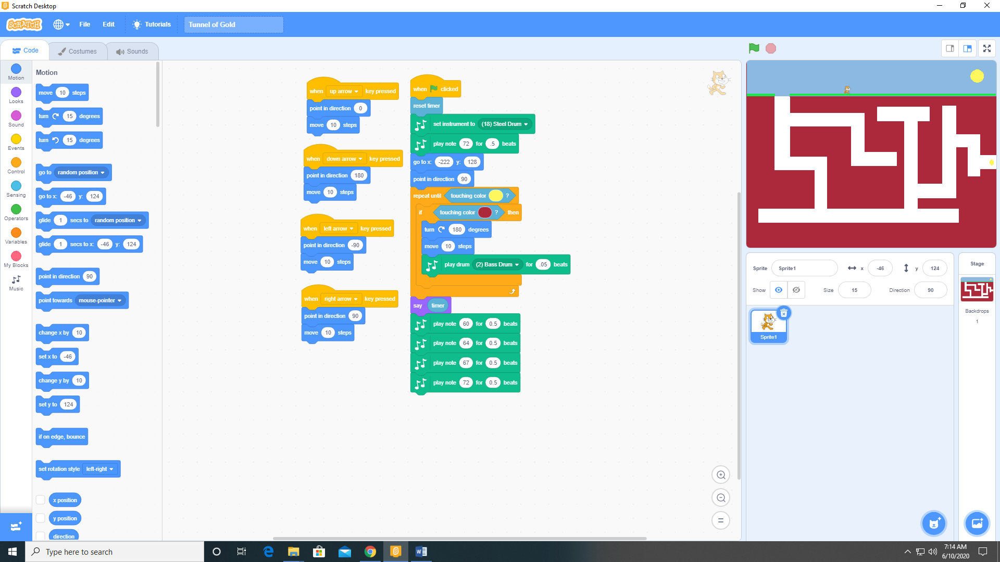 Scratch Desktop
SCRATCH File Edit Tutorials Tunnel of Gold
Code Costumes Sounds
Motion
Looks
Sound
Events
Control
Sensing
Operators
Variables
My Blocks
Music
Motion
move 10 steps
turn 15 degrees
turn 15 degrees
go to random position
go to x: -46 y: 124
glide 1 secs to random position
glide 1 secs to x: -46 y: 124
point in direction 90
point towards mouse-pointer
change x by 10
set x to -46
change y by 10
set y to 124
if on edge, bounce
set rotation style left-right
x position
y position
direction
when up arrow key pressed
point in direction 0
move 10 steps
when down arrow key pressed
point in direction 180
move 10 steps
when left arrow key pressed
point in direction -90
move 10 steps
when right arrow key pressed
point in direction 90
move 10 steps
when clicked
reset timer
set instrument to (18) Steel Drum
play note 72 for .5 beats
go to x: -222 y: 128
point in direction 90
repeat until touching color ?
if touching color ? then
turn 180 degrees
move 10 steps
play drum (2) Bass Drum for .05 beats
say timer
play note 60 for 0.5 beats
play note 64 for 0.5 beats
play note 67 for 0.5 beats
play note 72 for 0.5 beats
Sprite Sprite1 x -46 y 124
Show Size 15 Direction 90
Sprite1
Stage
Backdrops
1
Type here to search
7:14 AM
6/10/2020